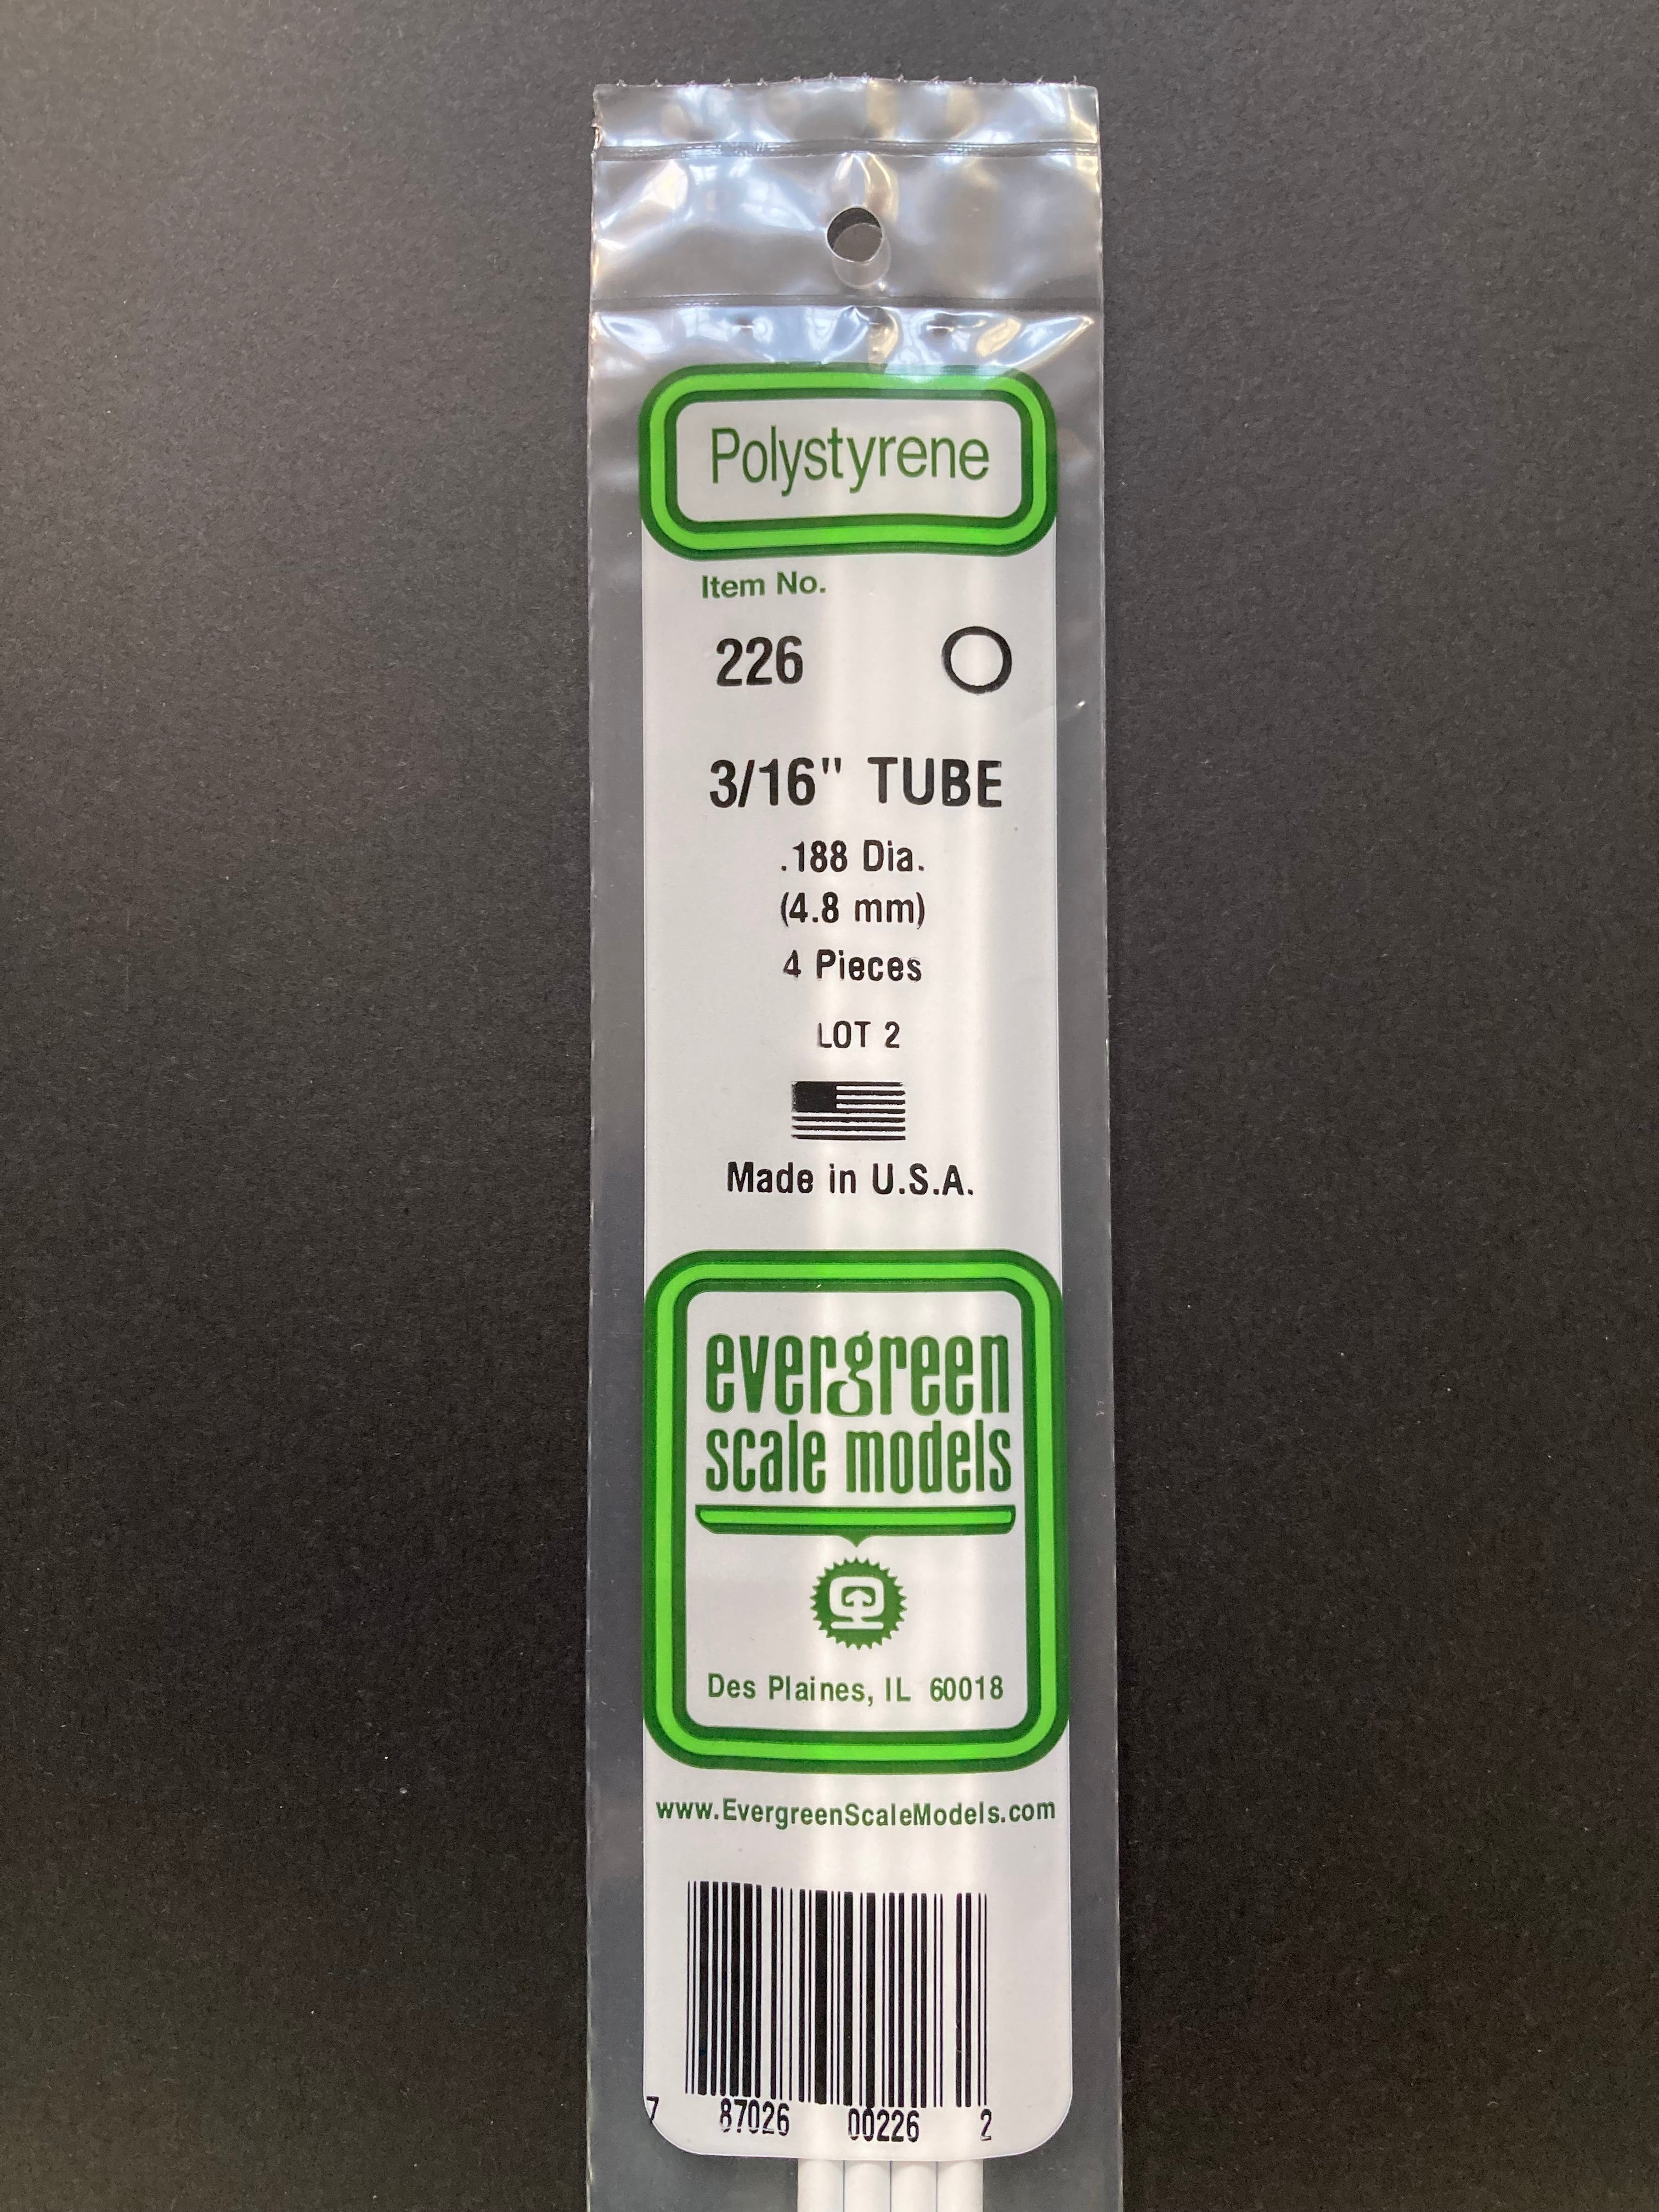 Polystyrene
Item No.
226
3/16" TUBE
.188 Dia.
(4.8 mm)
4 Pieces
LOT 2
Made in U.S.A.
evergreen
scale models
Des Plaines, IL 60018
www.EvergreenScaleModels.com
7 87026 00226 2